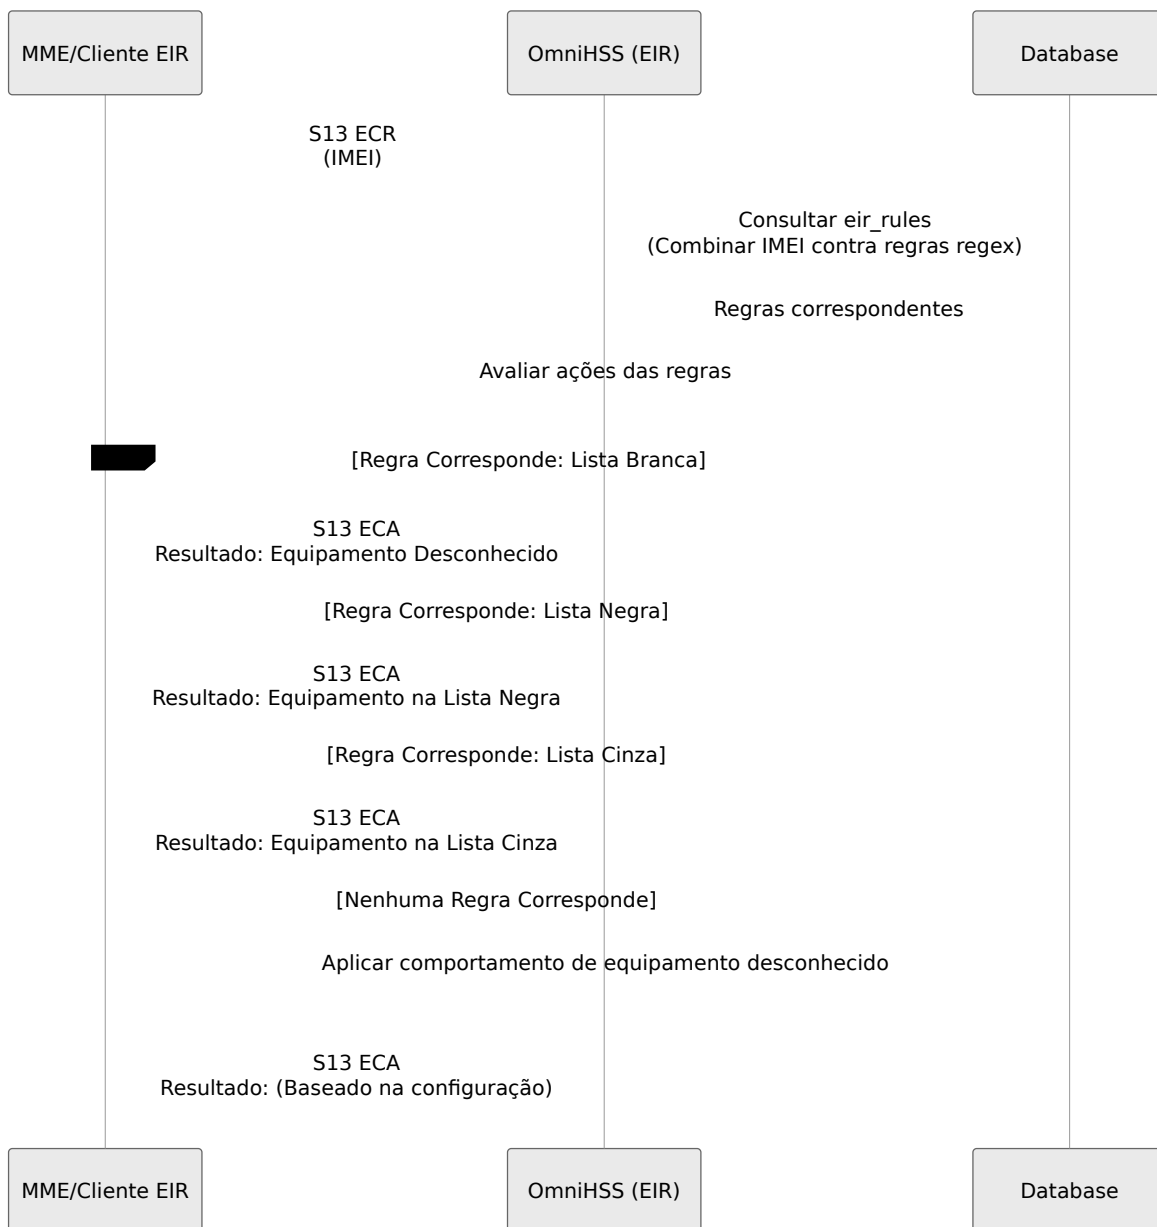 MME/Cliente EIR
OmniHSS (EIR)
Database
S13 ECR
(IMEI)
Consultar eir_rules
(Combinar IMEI contra regras regex)
Regras correspondentes
Avaliar ações das regras
[Regra Corresponde: Lista Branca]
S13 ECA
Resultado: Equipamento Desconhecido
[Regra Corresponde: Lista Negra]
S13 ECA
Resultado: Equipamento na Lista Negra
[Regra Corresponde: Lista Cinza]
S13 ECA
Resultado: Equipamento na Lista Cinza
[Nenhuma Regra Corresponde]
Aplicar comportamento de equipamento desconhecido
S13 ECA
Resultado: (Baseado na configuração)
MME/Cliente EIR
OmniHSS (EIR)
Database